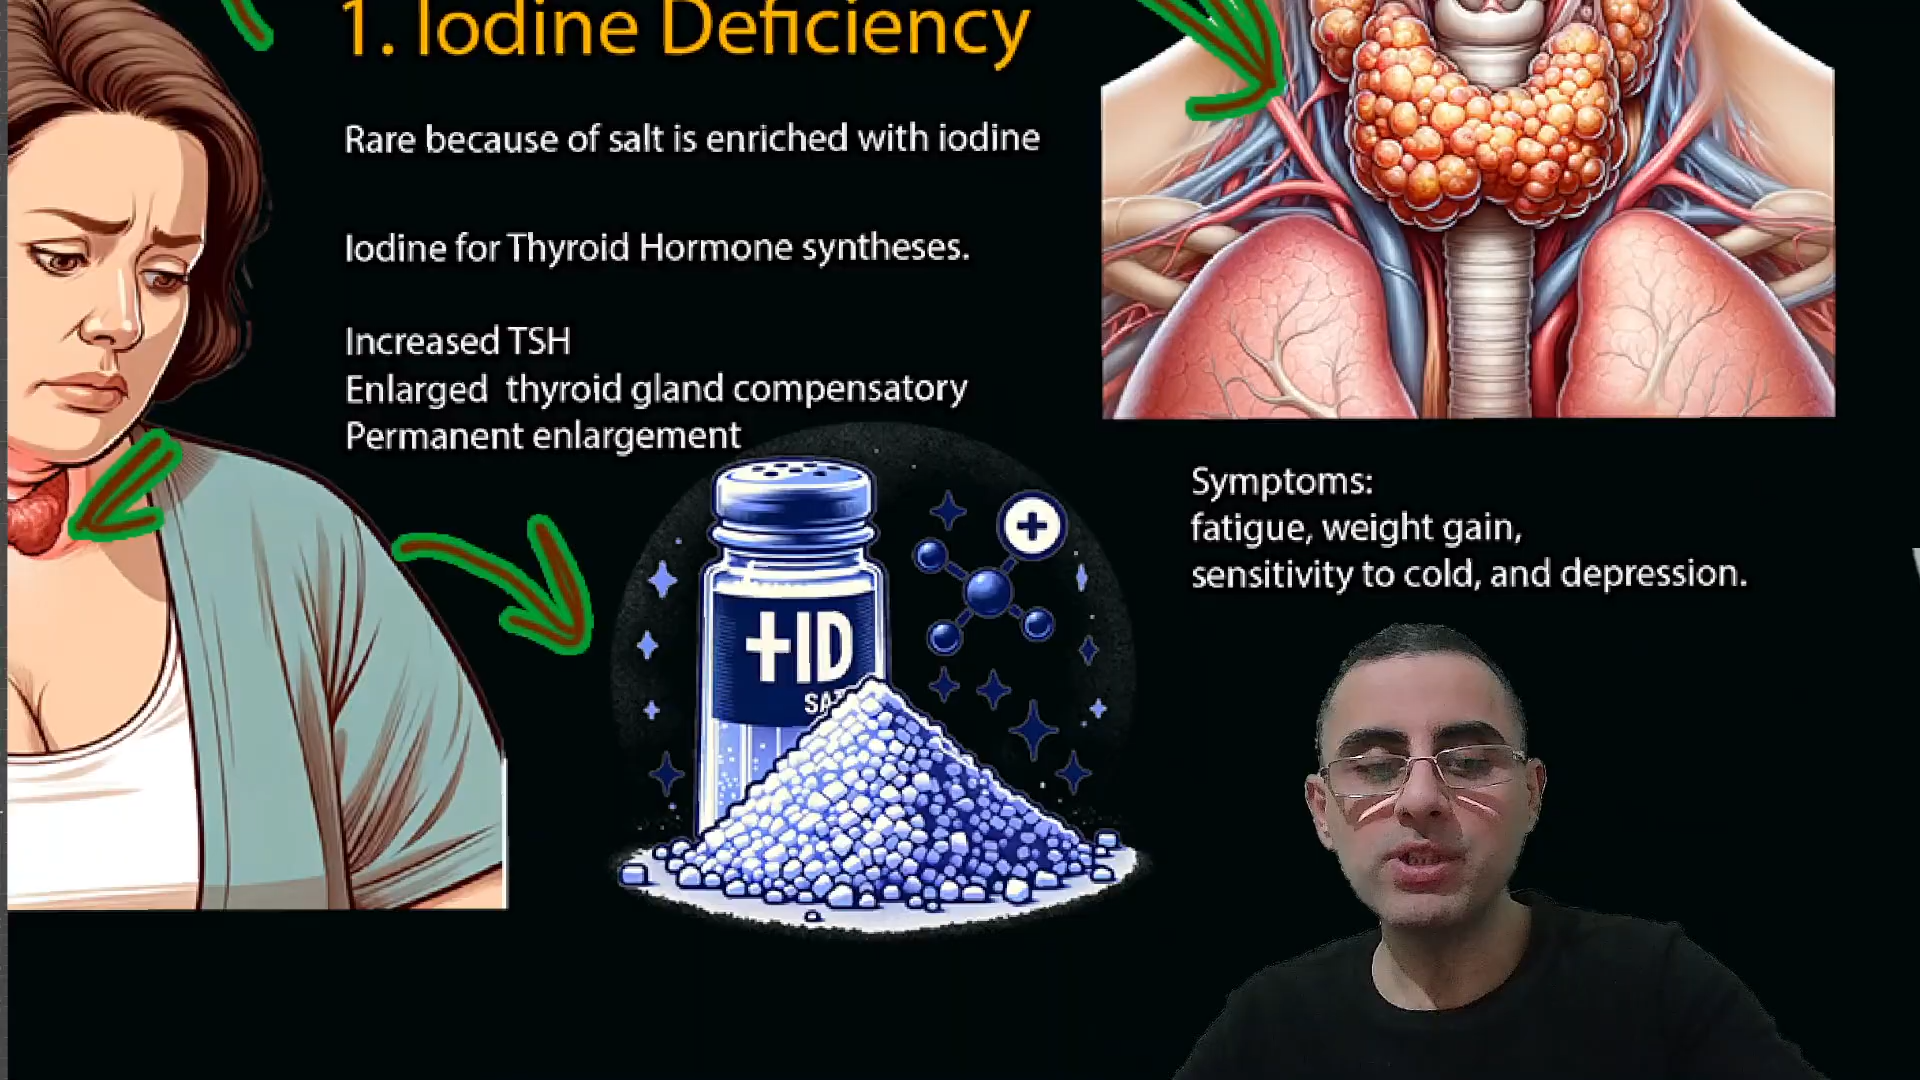 1. Iodine Deficiency
Rare because of salt is enriched with iodine
Iodine for Thyroid Hormone syntheses.
Increased TSH
Enlarged thyroid gland compensatory
Permanent enlargement
+ID
Symptoms:
fatigue, weight gain,
sensitivity to cold, and depression.